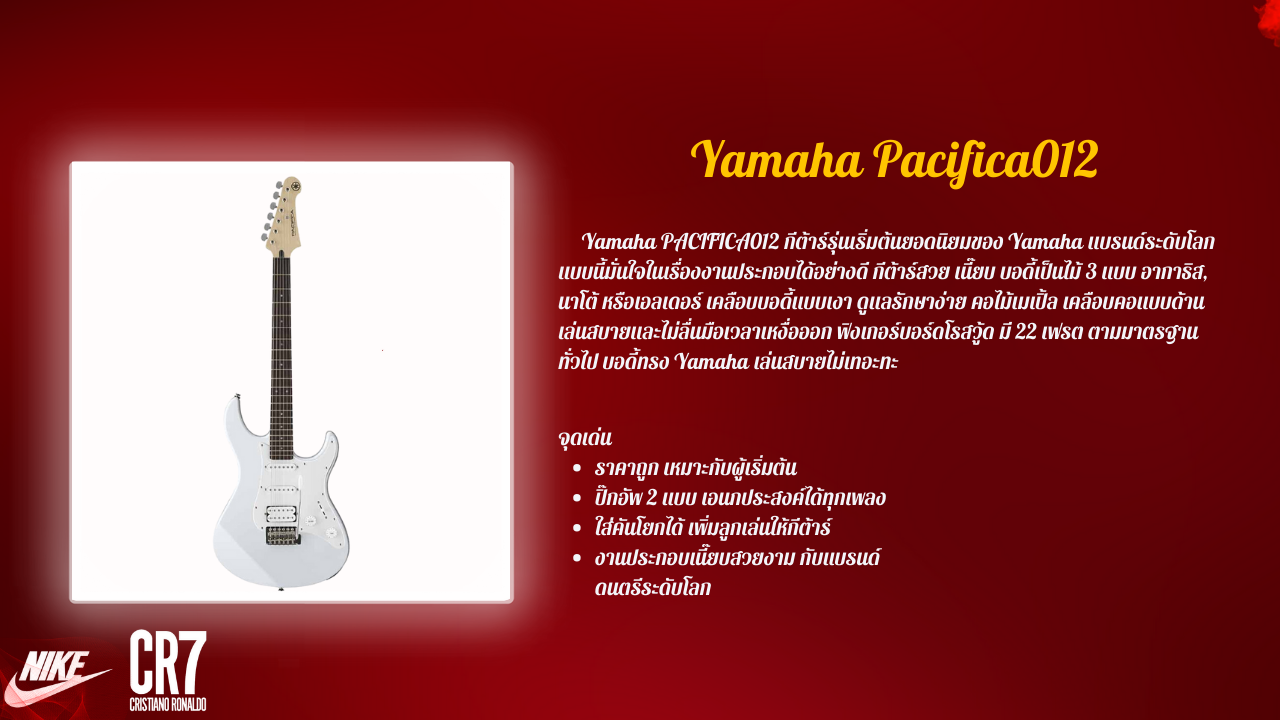 Yamaha Pacifica012
Yamaha PACIFICA012 กีต้าร์รุ่นเริ่มต้นยอดนิยมของ Yamaha แบรนด์ระดับโลก
แบบนี้มั่นใจในเรื่องงานประกอบได้อย่างดี กีต้าร์สวย เนี๊ยบ บอดี้เป็นไม้ 3 แบบ อากาธิส,
นาโต้ หรือเอลเดอร์ เคลือบบอดี้แบบเงา ดูแลรักษาง่าย คอไม้เมเปิ้ล เคลือบคอแบบด้าน
เล่นสบายและไม่ลื่นมือเวลาเหงื่อออก ฟิงเกอร์บอร์ดโรสวู้ด มี 22 เฟรต ตามมาตรฐาน
ทั่วไป บอดี้ทรง Yamaha เล่นสบายไม่เทอะทะ
จุดเด่น
• ราคาถูก เหมาะกับผู้เริ่มต้น
• ปิ๊กอัพ 2 แบบ เอนกประสงค์ได้ทุกเพลง
• ใส่คันโยกได้ เพิ่มลูกเล่นให้กีต้าร์
• งานประกอบเนี๊ยบสวยงาม กับแบรนด์
ดนตรีระดับโลก
NIKE
CR7
CRISTIANO RONALDO